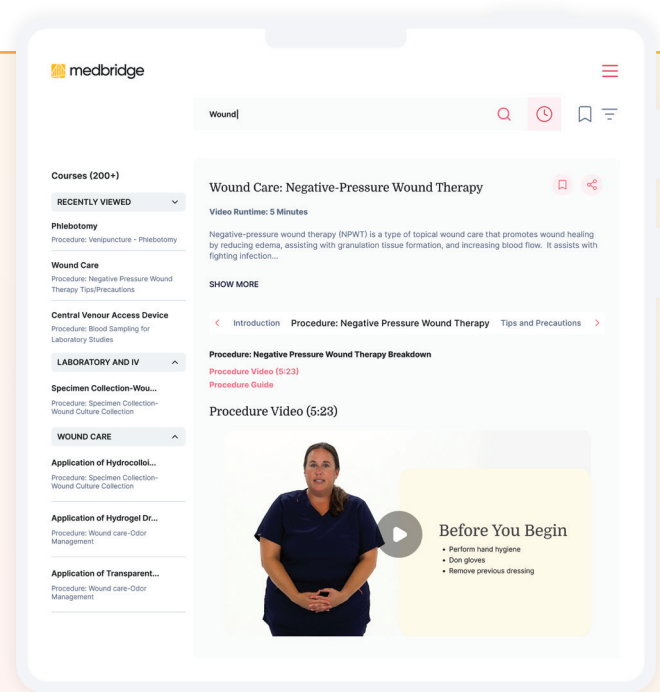 medbridge
Wound
Courses (200+)
RECENTLY VIEWED
Phlebotomy
Procedure: Venipuncture - Phlebotomy
Wound Care
Procedure: Negative Pressure Wound
Therapy Tips/Precautions
Central Venour Access Device
Procedure: Blood Sampling for
Laboratory Studies
LABORATORY AND IV
Specimen Collection-Wou...
Procedure: Specimen Collection-
Wound Culture Collection
WOUND CARE
Application of Hydrocolloi...
Procedure: Specimen Collection-
Wound Culture Collection
Application of Hydrogel Dr...
Procedure: Wound care-Odor
Management
Application of Transparent...
Procedure: Wound care-Odor
Management
Wound Care: Negative-Pressure Wound Therapy
Video Runtime: 5 Minutes
Negative-pressure wound therapy (NPWT) is a type of topical wound care that promotes wound healing
by reducing edema, assisting with granulation tissue formation, and increasing blood flow. It assists with
fighting infection...
SHOW MORE
Introduction Procedure: Negative Pressure Wound Therapy Tips and Precautions
Procedure: Negative Pressure Wound Therapy Breakdown
Procedure Video (5:23)
Procedure Guide
Procedure Video (5:23)
Before You Begin
• Perform hand hygiene
• Don gloves
• Remove previous dressing